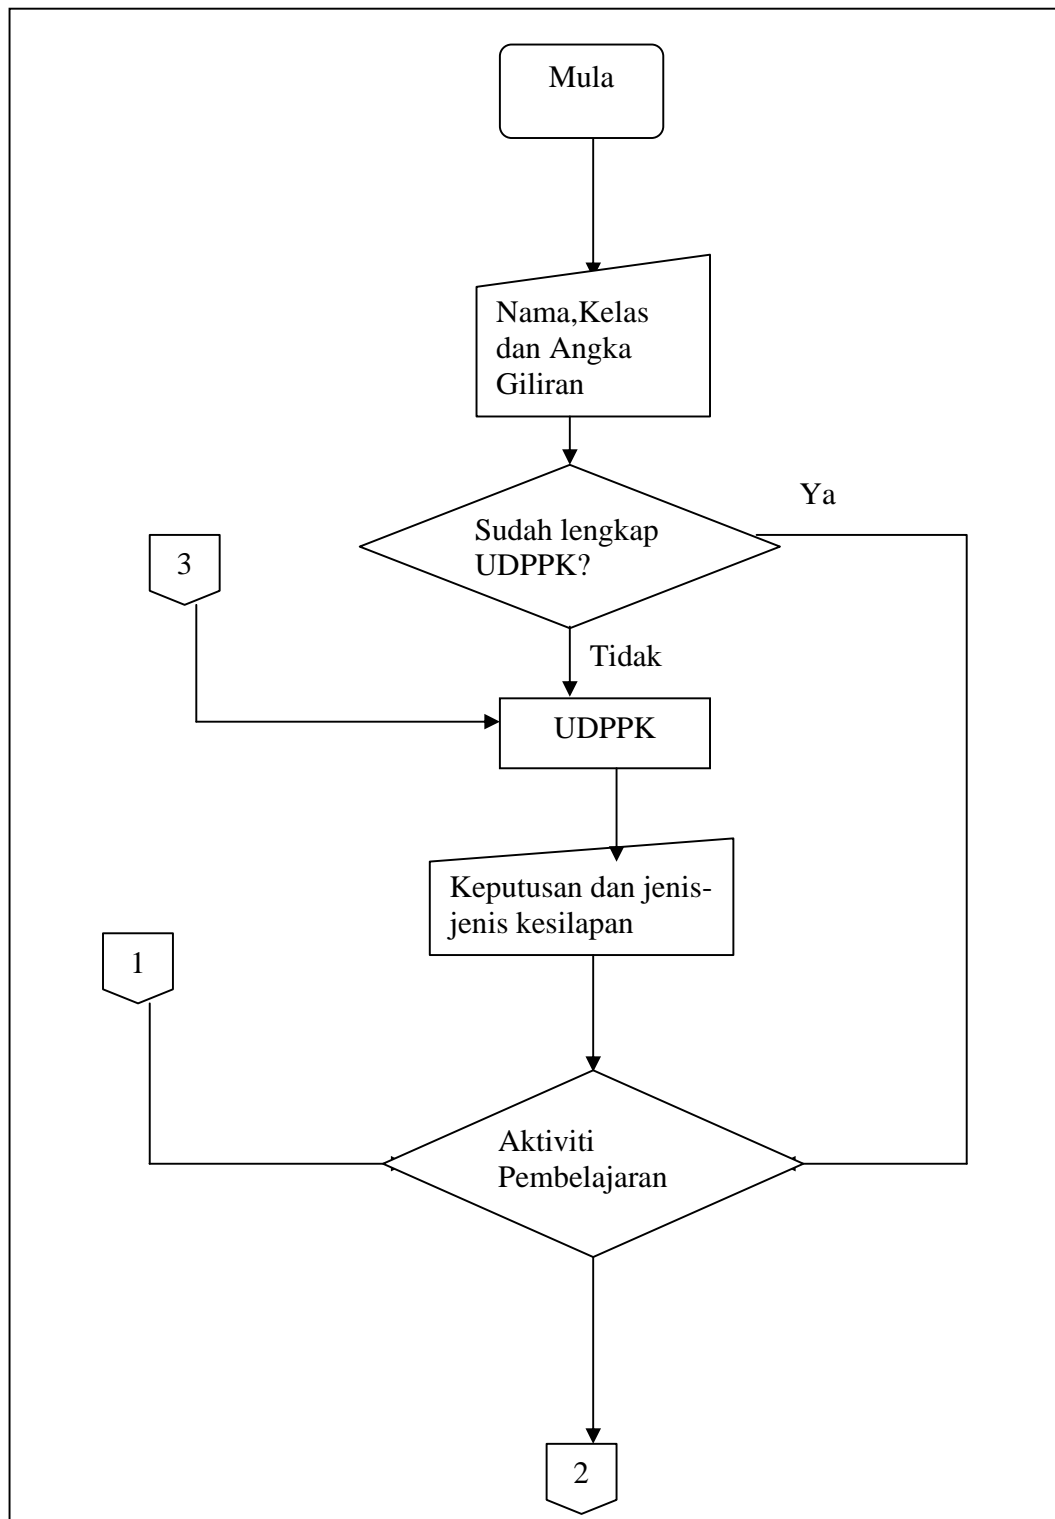 Mula
Nama,Kelas
dan Angka
Giliran
Ya
Sudah lengkap
UDPPK?
3
Tidak
UDPPK
Keputusan dan jenis-
jenis kesilapan
1
Aktiviti
Pembelajaran
2